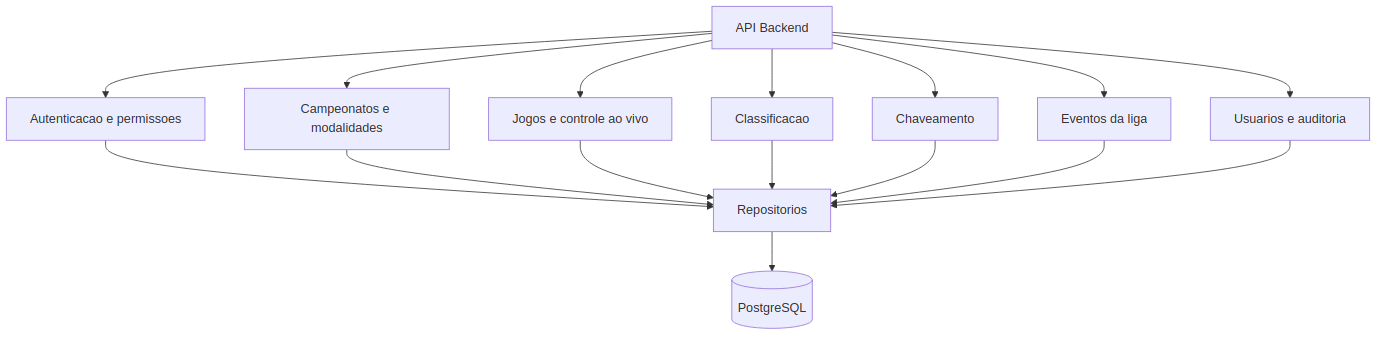 API Backend
Autenticacao e permissoes
Campeonatos e
modalidades
Jogos e controle ao vivo
Classificacao
Chaveamento
Eventos da liga
Usuarios e auditoria
Repositorios
PostgreSQL